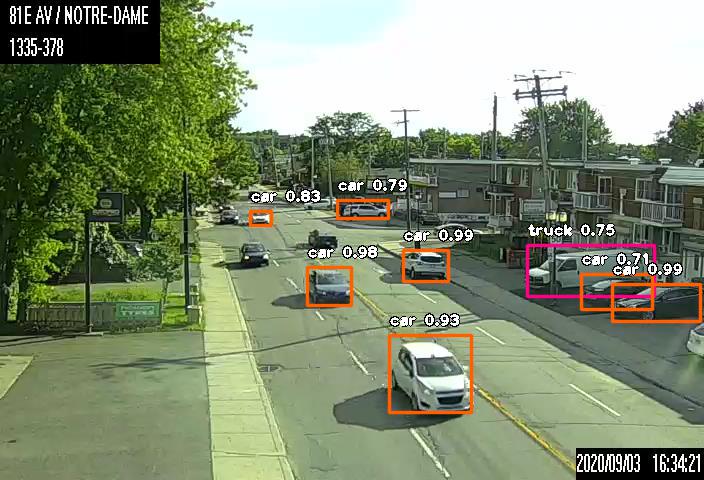 81E AV / NOTRE-DAME
1335-378
car 0.83
car 0.79
car 0.99
car 0.98
truck 0.75
car 0.71
car 0.99
car 0.93
2020/09/03 16:34:21